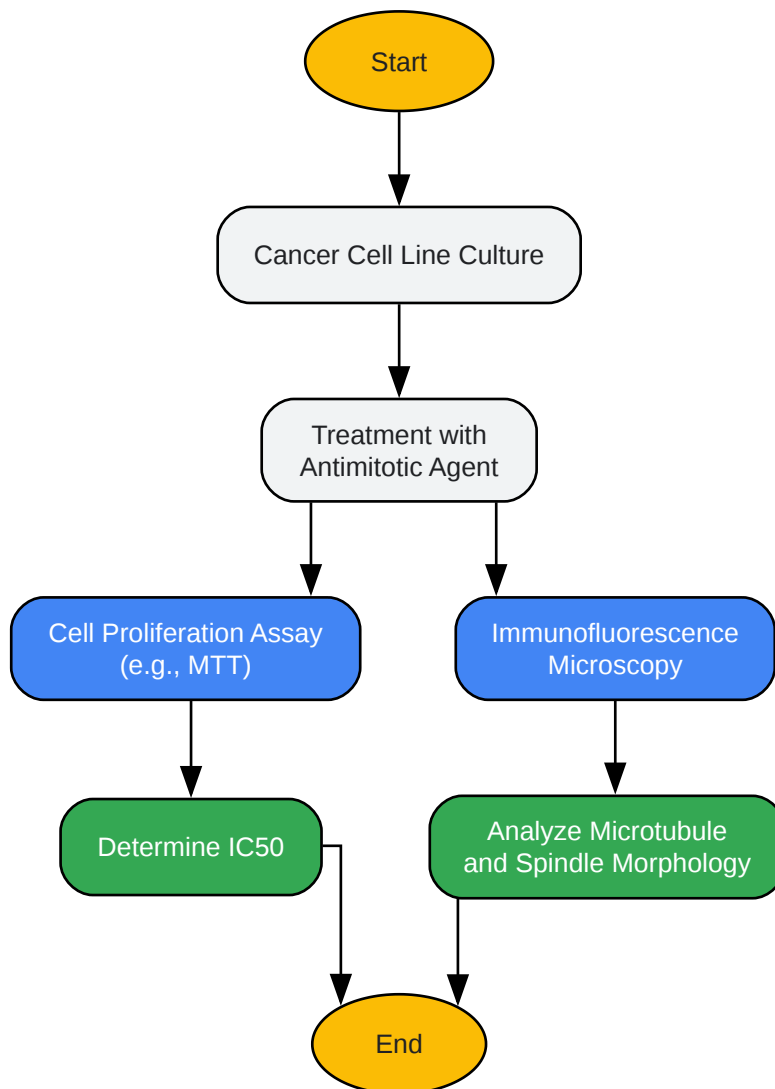 Start
Cancer Cell Line Culture
Treatment with
Antimitotic Agent
Cell Proliferation Assay
(e.g., MTT)
Immunofluorescence
Microscopy
Determine IC50
Analyze Microtubule
and Spindle Morphology
End